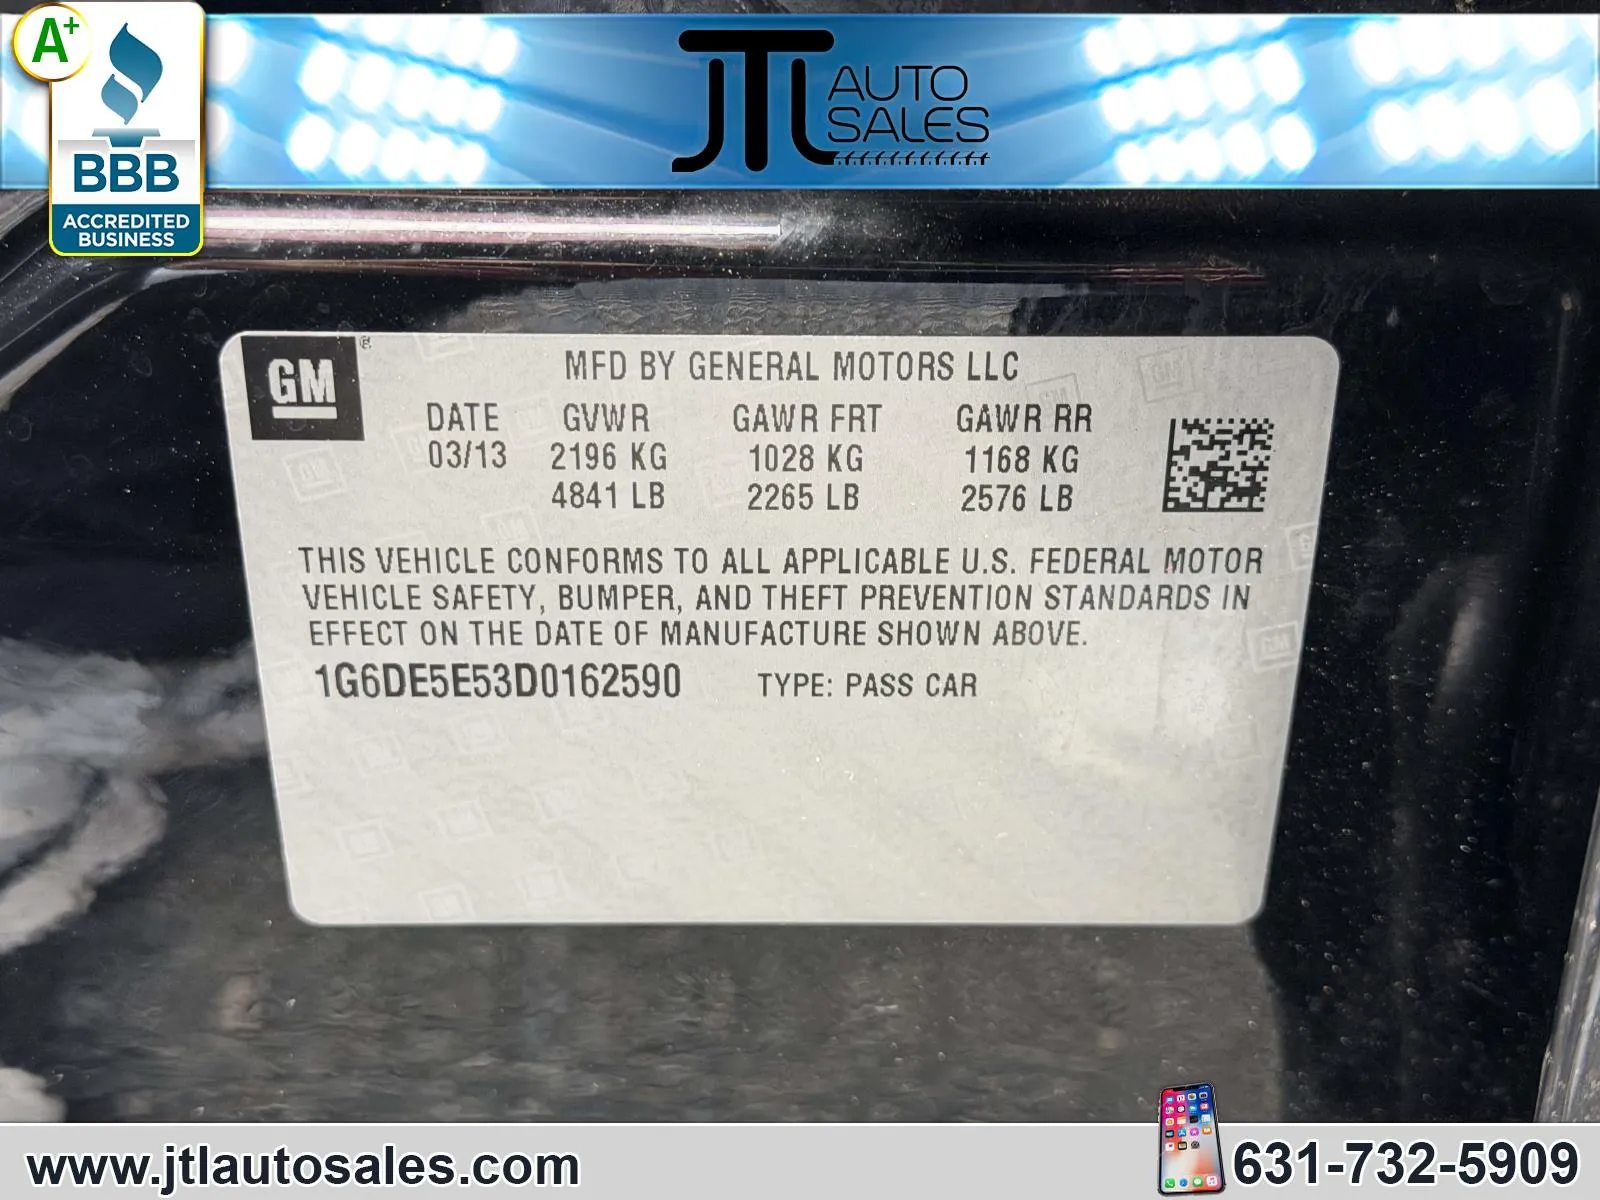 A+
BBB
ACCREDITED
BUSINESS
JTL AUTO
SALES
GM
MFD BY GENERAL MOTORS LLC
DATE GVWR GAWR FRT GAWR RR
03/13 2196 KG 1028 KG 1168 KG
4841 LB 2265 LB 2576 LB
THIS VEHICLE CONFORMS TO ALL APPLICABLE U.S. FEDERAL MOTOR
VEHICLE SAFETY, BUMPER, AND THEFT PREVENTION STANDARDS IN
EFFECT ON THE DATE OF MANUFACTURE SHOWN ABOVE.
1G6DE5E53D0162590 TYPE: PASS CAR
www.jtlautosales.com
631-732-5909